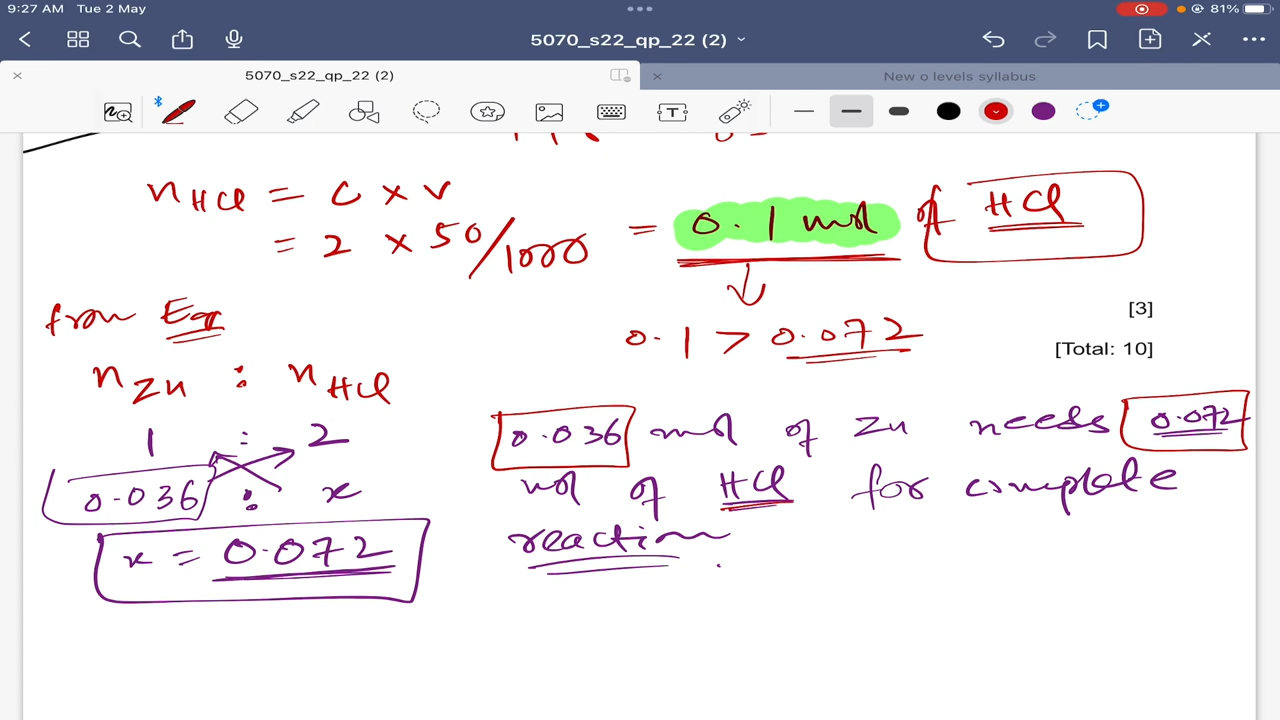 9:27 AM Tue 2 May
81%
5070_s22_qp_22 (2)
5070_s22_qp_22 (2)
New o levels syllabus
T
n HCl = C x v
= 2 x 50/1000 = 0.1 mol of HCl
[3]
from Eq
0.1 > 0.072
[Total: 10]
n Zn : n HCl
1 : 2
0.036 : x
x = 0.072
0.036 mol of Zn needs 0.072
mol of HCl for complete
reaction